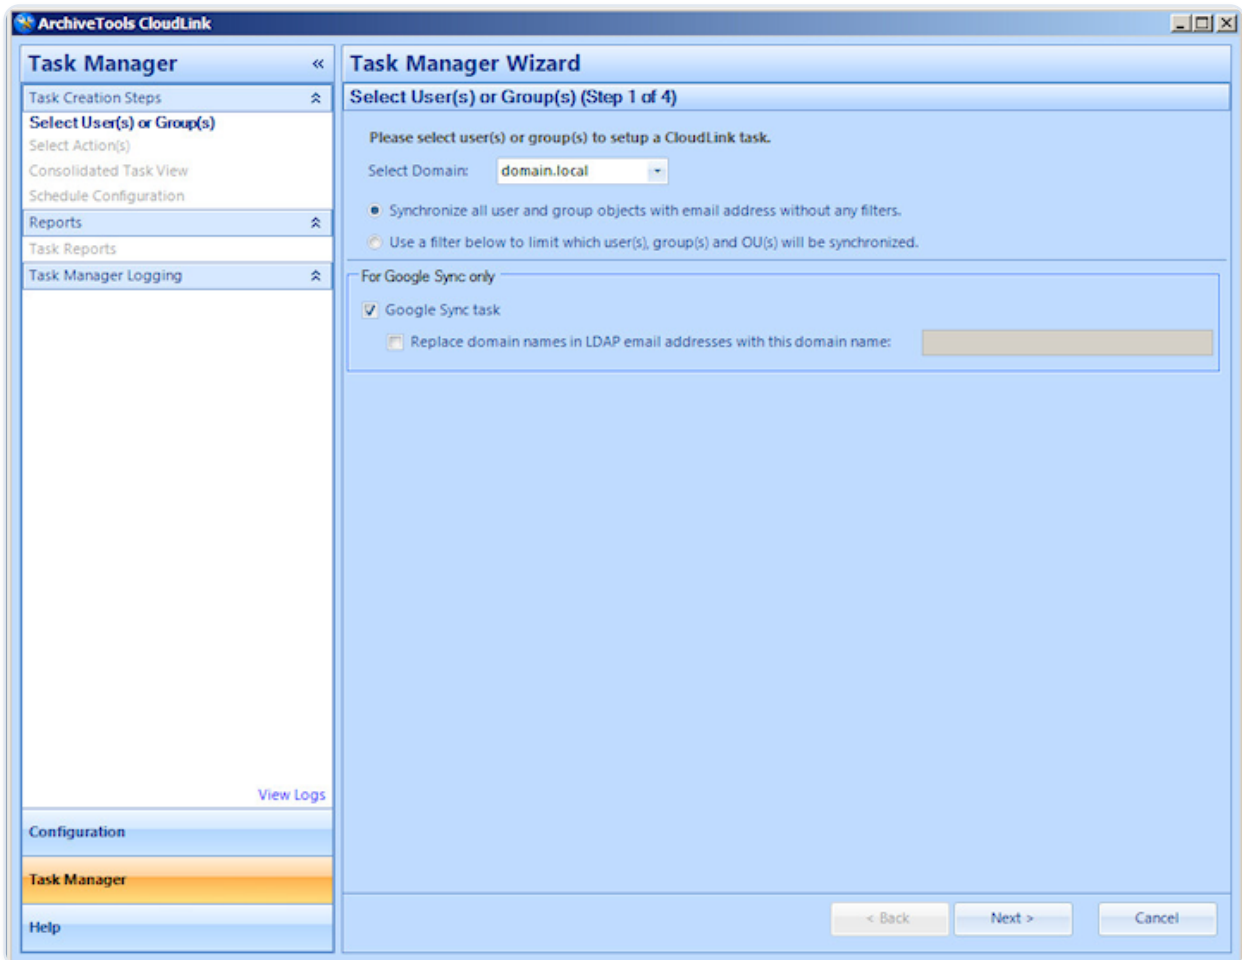 ArchiveTools CloudLink
Task Manager «
Task Creation Steps
Select User(s) or Group(s)
Select Action(s)
Consolidated Task View
Schedule Configuration
Reports
Task Reports
Task Manager Logging
View Logs
Configuration
Task Manager
Help
Task Manager Wizard
Select User(s) or Group(s) (Step 1 of 4)
Please select user(s) or group(s) to setup a CloudLink task.
Select Domain: domain.local
Synchronize all user and group objects with email address without any filters.
Use a filter below to limit which user(s), group(s) and OU(s) will be synchronized.
For Google Sync only
Google Sync task
Replace domain names in LDAP email addresses with this domain name:
< Back Next > Cancel